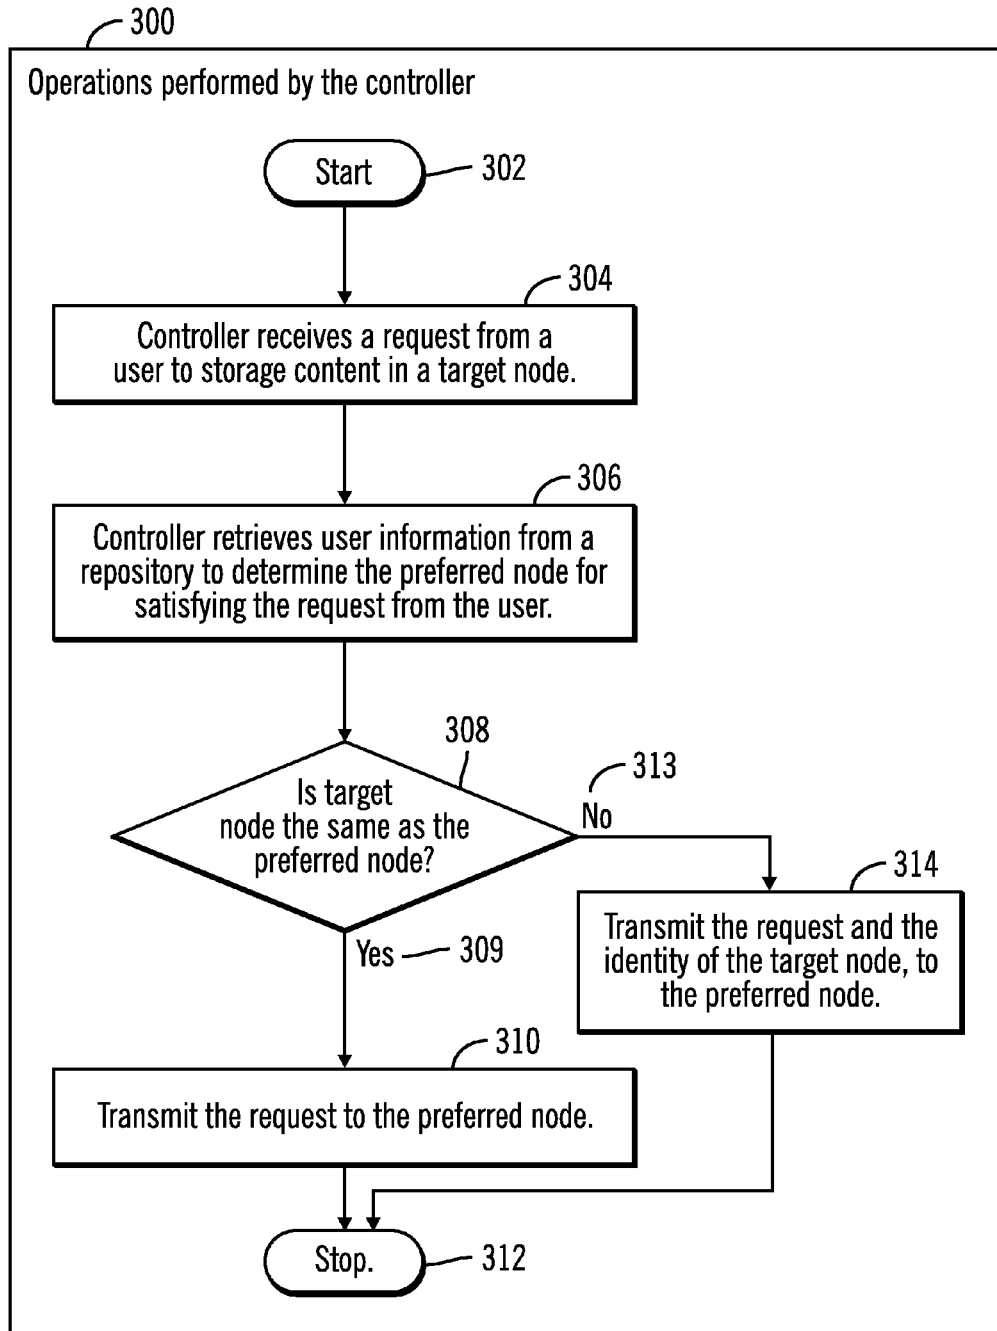 300
Operations performed by the controller
Start
302
304
Controller receives a request from a
user to storage content in a target node.
306
Controller retrieves user information from a
repository to determine the preferred node for
satisfying the request from the user.
308
Is target
node the same as the
preferred node?
313
No
314
Transmit the request and the
identity of the target node, to
the preferred node.
Yes
309
310
Transmit the request to the preferred node.
Stop.
312